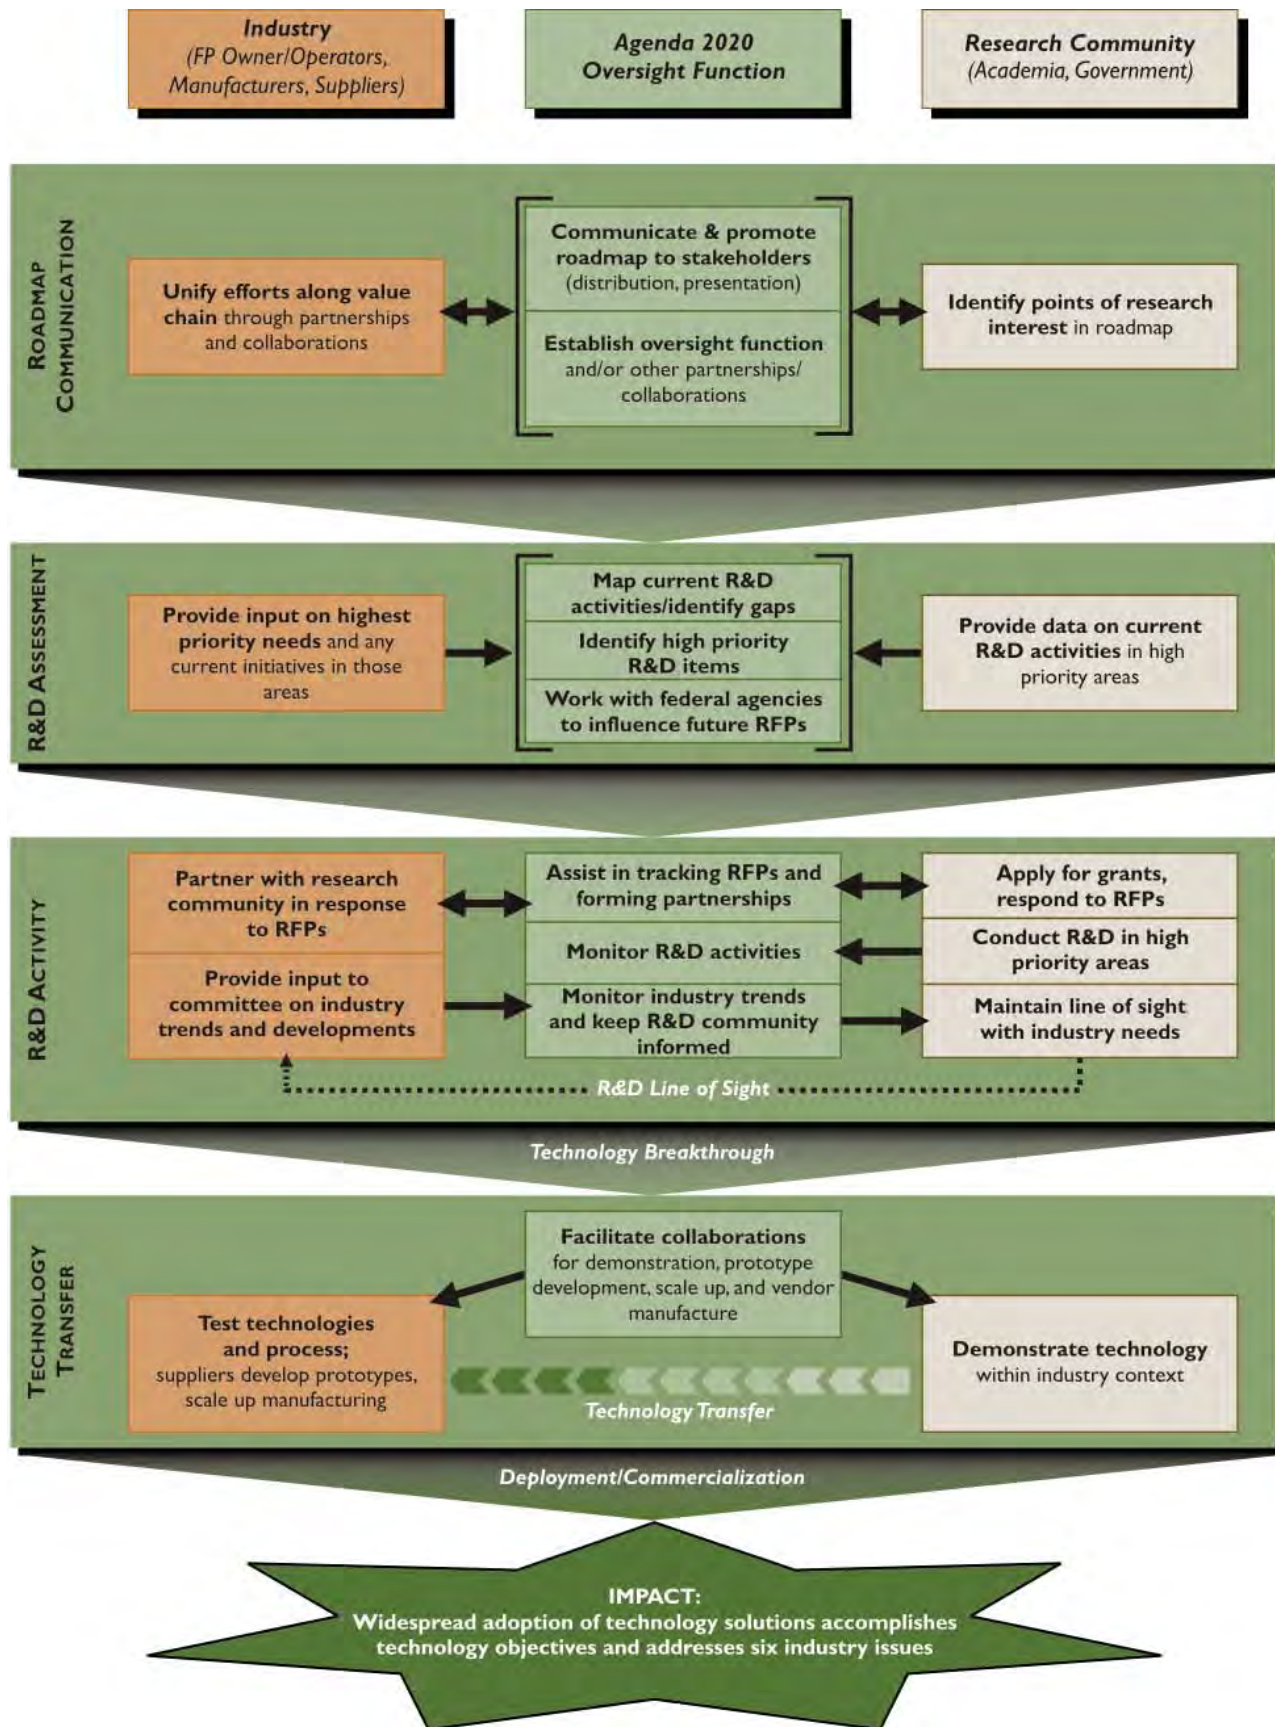 Industry
(FP Owner/Operators,
Manufacturers, Suppliers)
Agenda 2020
Oversight Function
Research Community
(Academia, Government)
ROADMAP
COMMUNICATION
Unify efforts along value
chain through partnerships
and collaborations
Communicate & promote
roadmap to stakeholders
(distribution, presentation)
Establish oversight function
and/or other partnerships/
collaborations
Identify points of research
interest in roadmap
R&D ASSESSMENT
Provide input on highest
priority needs and any
current initiatives in those
areas
Map current R&D
activities/identify gaps
Identify high priority
R&D items
Work with federal agencies
to influence future RFPs
Provide data on current
R&D activities in high
priority areas
R&D ACTIVITY
Partner with research
community in response
to RFPs
Provide input to
committee on industry
trends and developments
Assist in tracking RFPs and
forming partnerships
Monitor R&D activities
Monitor industry trends
and keep R&D community
informed
Apply for grants,
respond to RFPs
Conduct R&D in high
priority areas
Maintain line of sight
with industry needs
R&D Line of Sight
Technology Breakthrough
TECHNOLOGY
TRANSFER
Facilitate collaborations
for demonstration, prototype
development, scale up, and vendor
manufacture
Test technologies
and process;
suppliers develop prototypes,
scale up manufacturing
Demonstrate technology
within industry context
Technology Transfer
Deployment/Commercialization
IMPACT:
Widespread adoption of technology solutions accomplishes
technology objectives and addresses six industry issues